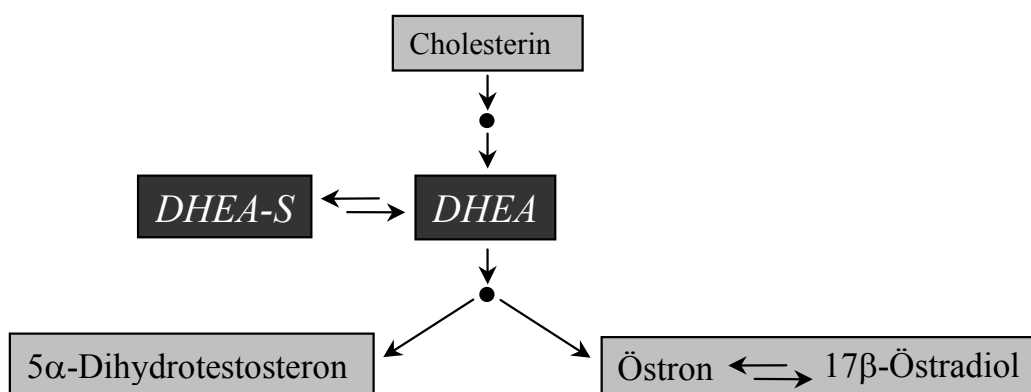 Cholesterin
DHEA-S
DHEA
5α-Dihydrotestosteron
Östron
17β-Östradiol